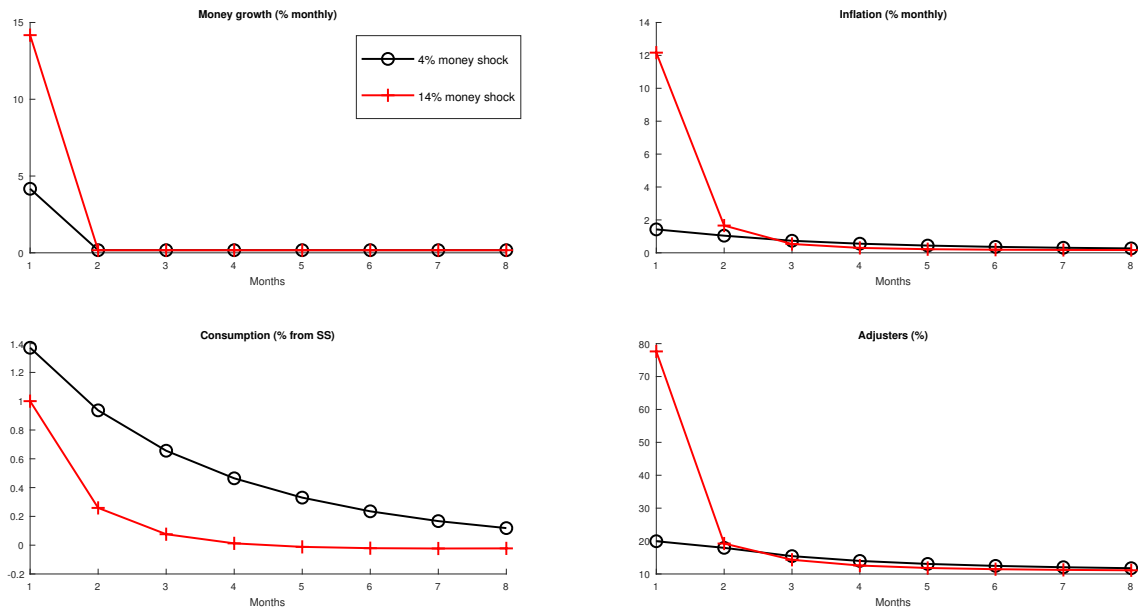 Money growth (% monthly)
15
10
5
0
1 2 3 4 5 6 7 8
Months
4% money shock
14% money shock
Inflation (% monthly)
14
12
10
8
6
4
2
0
1 2 3 4 5 6 7 8
Months
Consumption (% from SS)
1.4
1.2
1
0.8
0.6
0.4
0.2
0
-0.2
1 2 3 4 5 6 7 8
Months
Adjusters (%)
80
70
60
50
40
30
20
10
1 2 3 4 5 6 7 8
Months